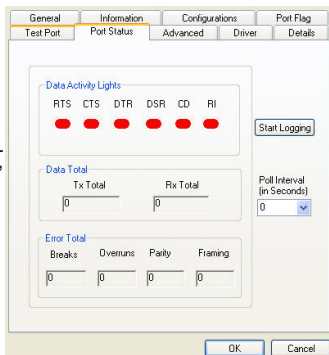 General Information Configurations Port Flag
Test Port Port Status Advanced Driver Details
Data Activity Lights
RTS CTS DTR DSR CD RI
Start Logging
Data Total
Tx Total Rx Total
0 0
Poll Interval
(in Seconds)
0
Error Total
Breaks Overruns Parity Framing
0 0 0 0
OK Cancel